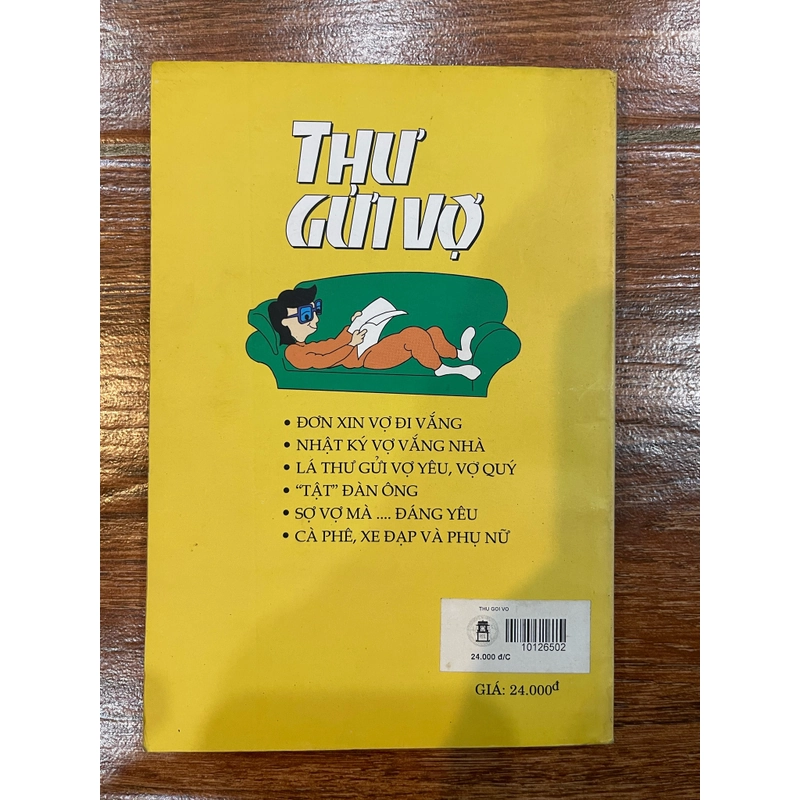 THƯ
GỬI VỢ
• ĐƠN XIN VỢ ĐI VẮNG
• NHẬT KÝ VỢ VẮNG NHÀ
• LÁ THƯ GỬI VỢ YÊU, VỢ QUÝ
• “TẬT” ĐÀN ÔNG
• SỢ VỢ MÀ .... ĐÁNG YÊU
• CÀ PHÊ, XE ĐẠP VÀ PHỤ NỮ
THU GOI VO
10126502
24.000 đ/C
GIÁ: 24.000đ